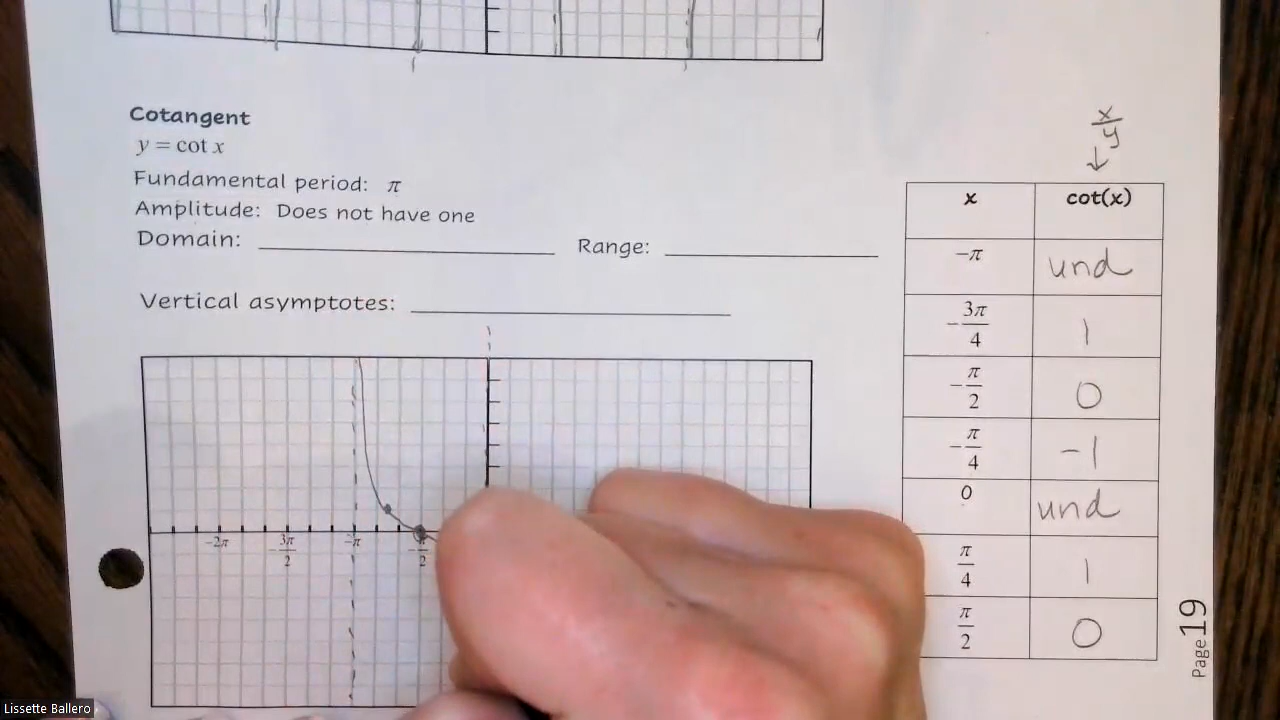 Cotangent
y = cot x
Fundamental period: π
Amplitude: Does not have one
Domain: Range:
Vertical asymptotes:
x/y
↓
x cot(x)
-π und
-3π/4 1
-π/2 0
-π/4 -1
0 und
π/4 1
π/2 0
-2π -3π/2 -π -π/2
Page 19
Lissette Ballero